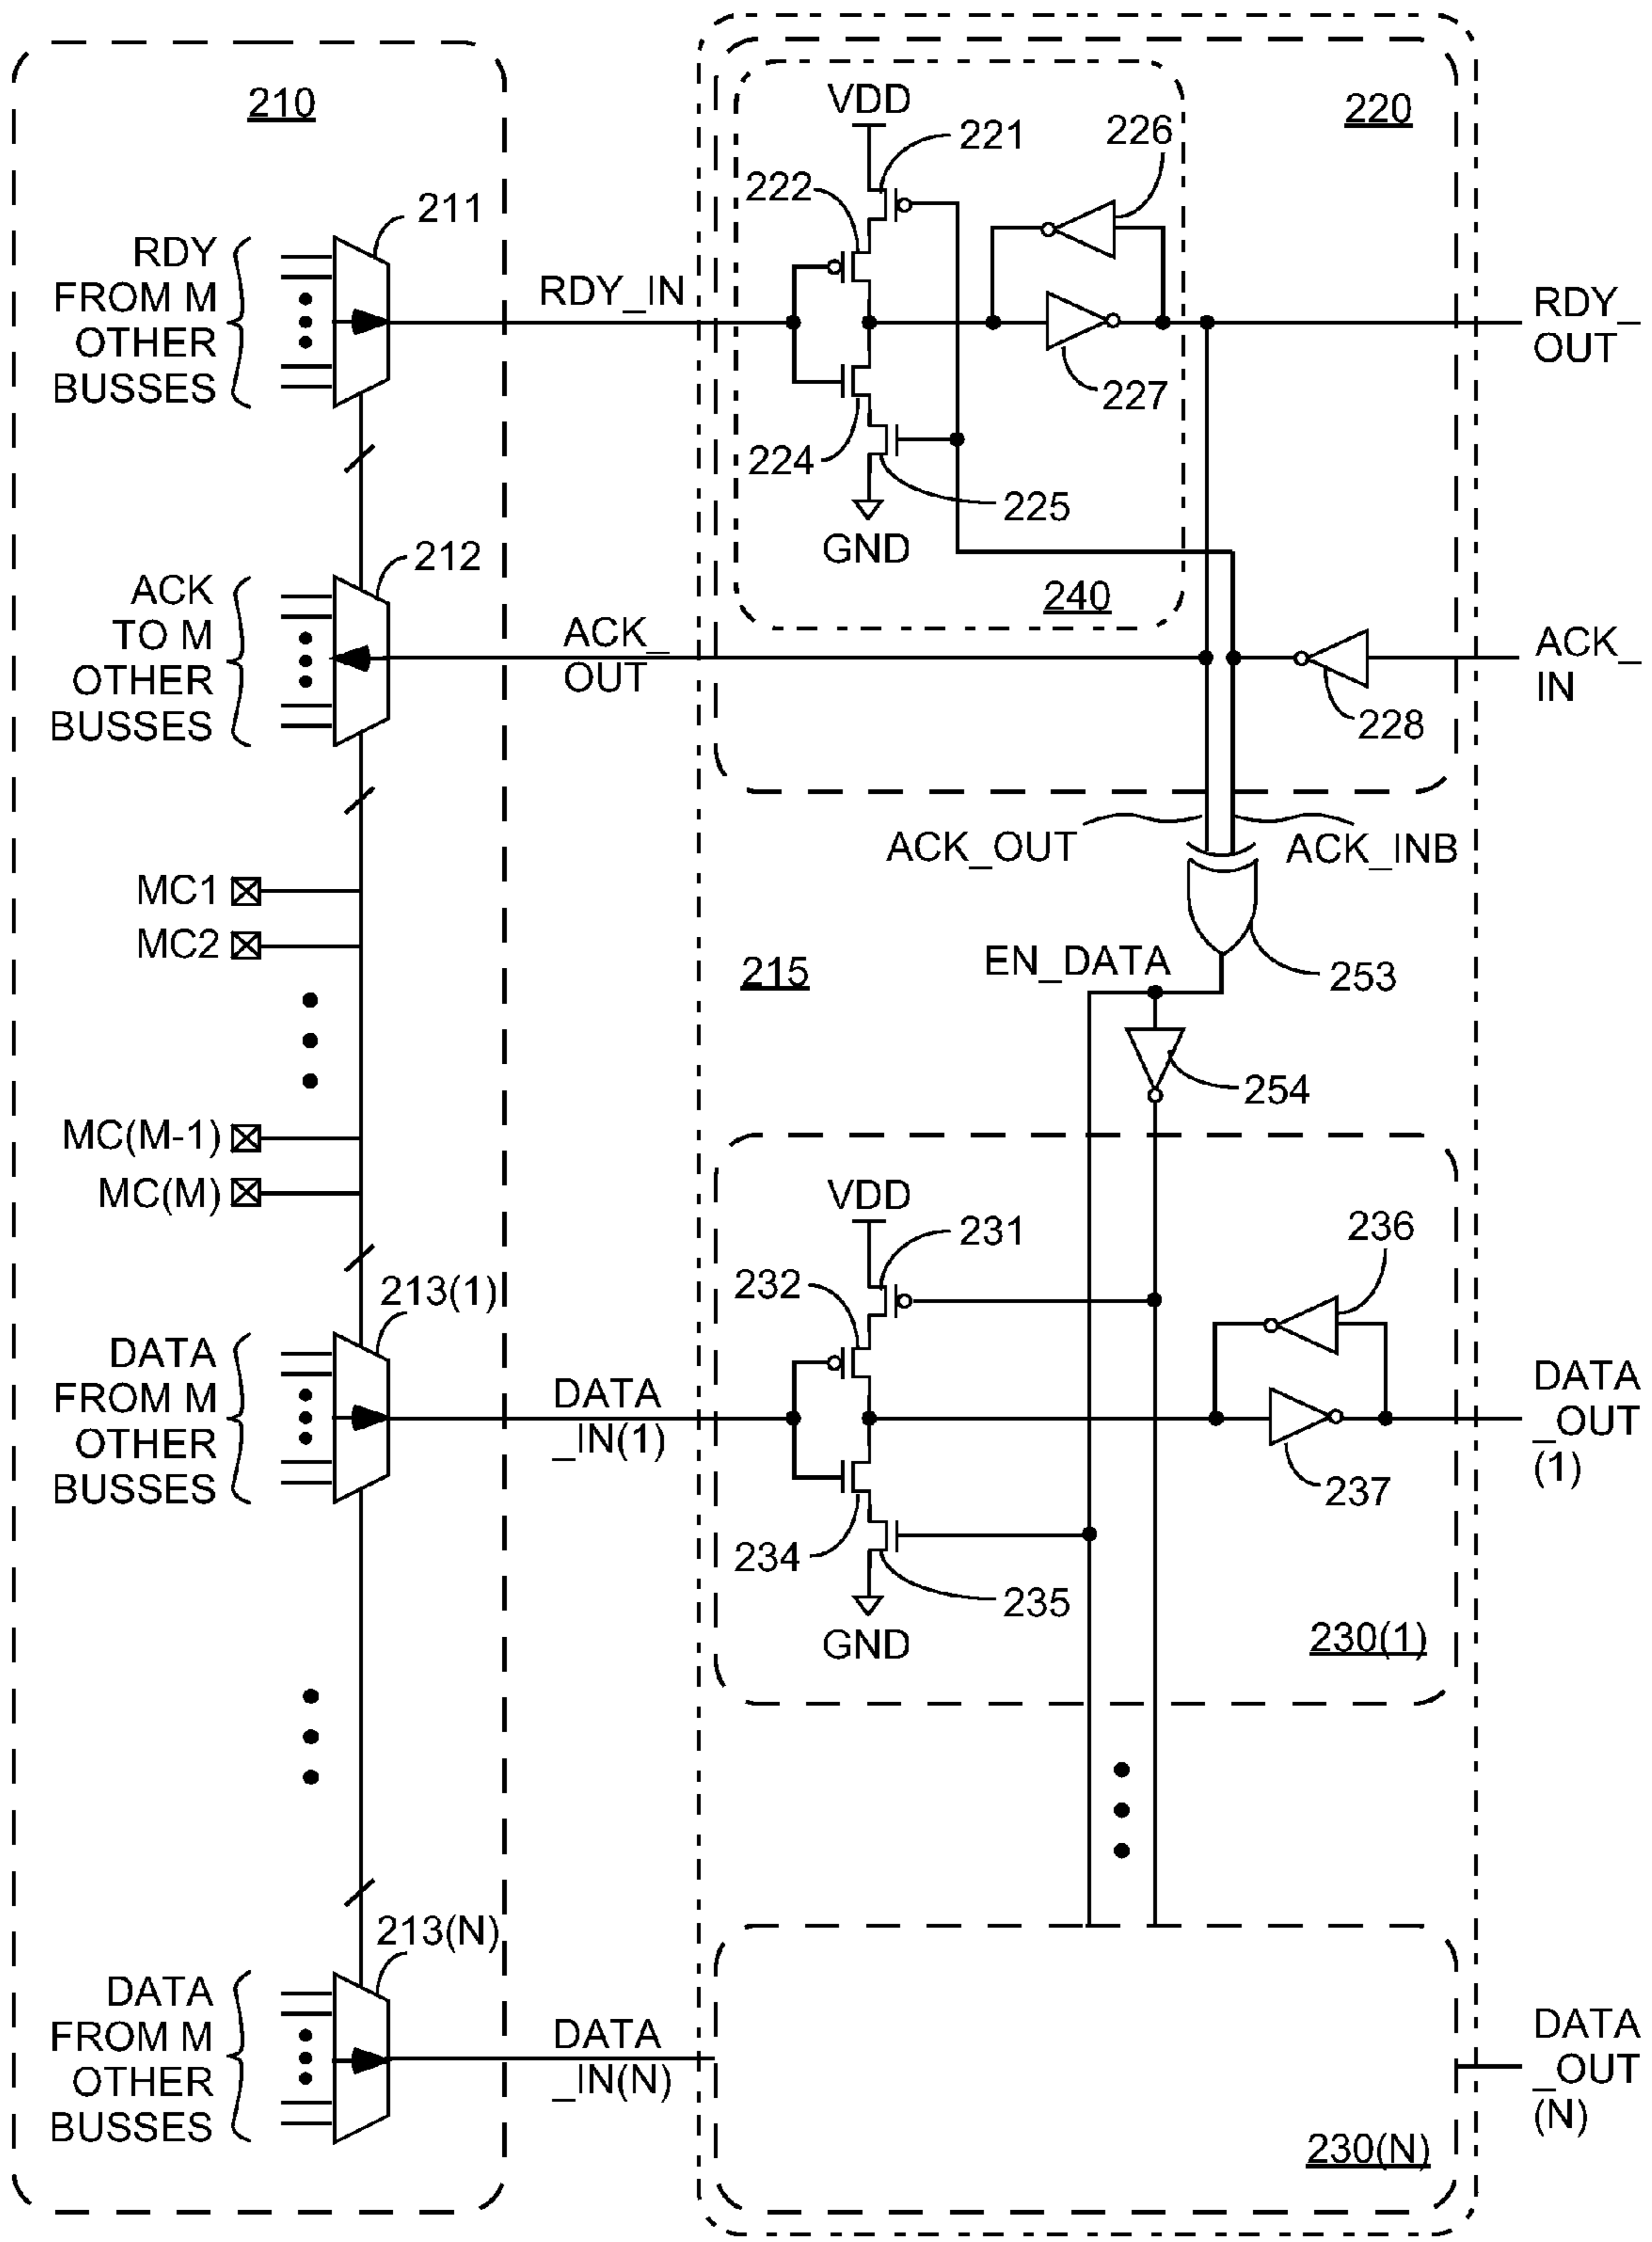 210
220
VDD
221
226
222
211
RDY
FROM M
OTHER
BUSSES
RDY_IN
RDY_
OUT
227
224
225
GND
212
240
ACK
TO M
OTHER
BUSSES
ACK_
OUT
ACK_
IN
228
ACK_OUT
ACK_INB
MC1
MC2
EN_DATA
253
215
254
MC(M-1)
MC(M)
VDD
231
236
232
213(1)
DATA
FROM M
OTHER
BUSSES
DATA
_IN(1)
DATA
_OUT
(1)
237
234
235
GND
230(1)
213(N)
DATA
FROM M
OTHER
BUSSES
DATA
_IN(N)
DATA
_OUT
(N)
230(N)